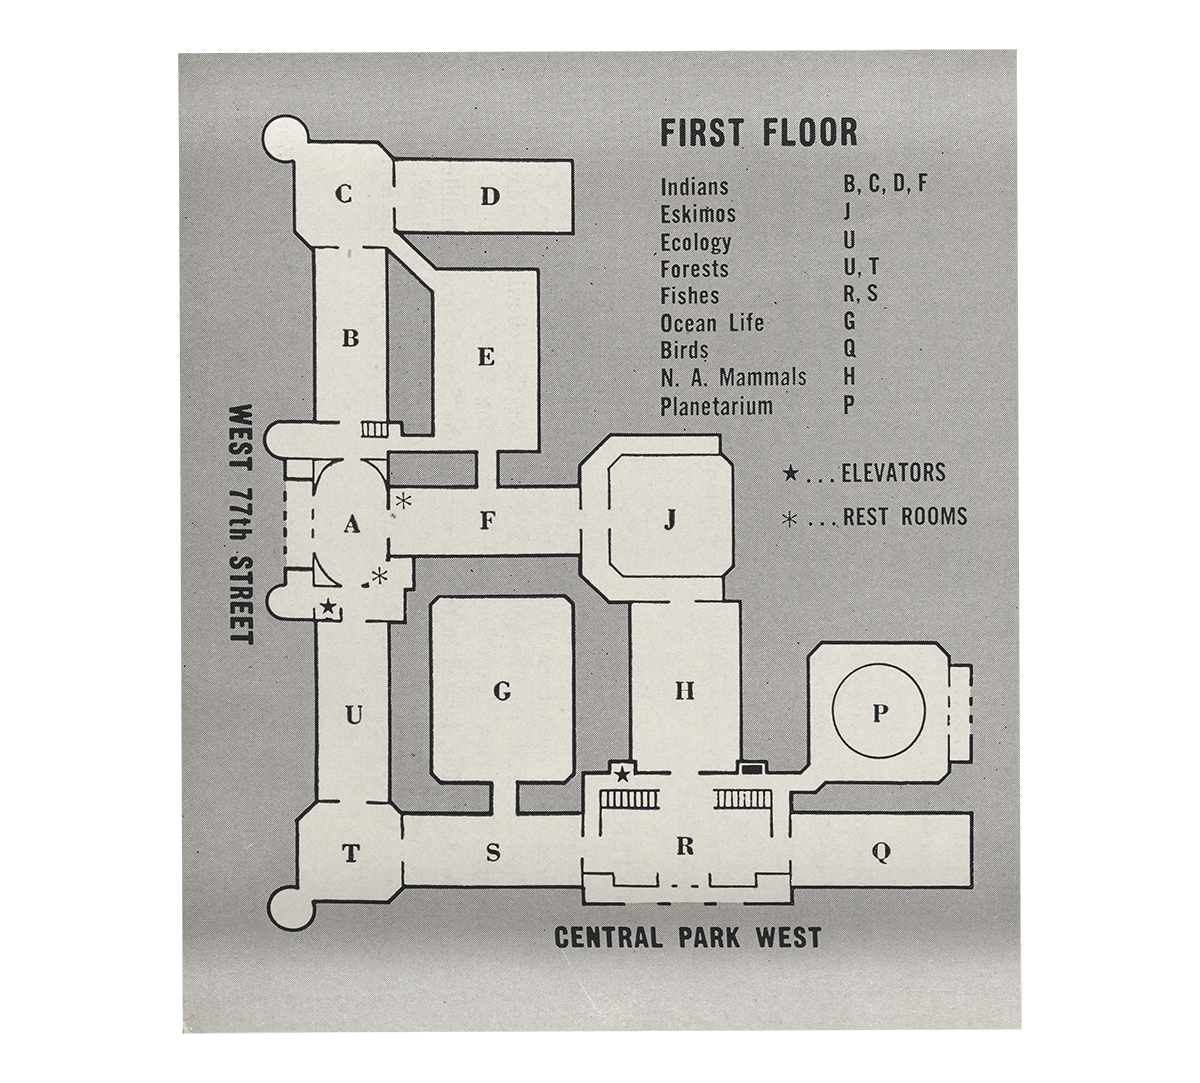 FIRST FLOOR
Indians B, C, D, F
Eskimos J
Ecology U
Forests U, T
Fishes R, S
Ocean Life G
Birds Q
N. A. Mammals H
Planetarium P
★...ELEVATORS
*...REST ROOMS
C
D
B
E
WEST 77th STREET
A
F
J
G
H
U
P
T
S
R
Q
CENTRAL PARK WEST